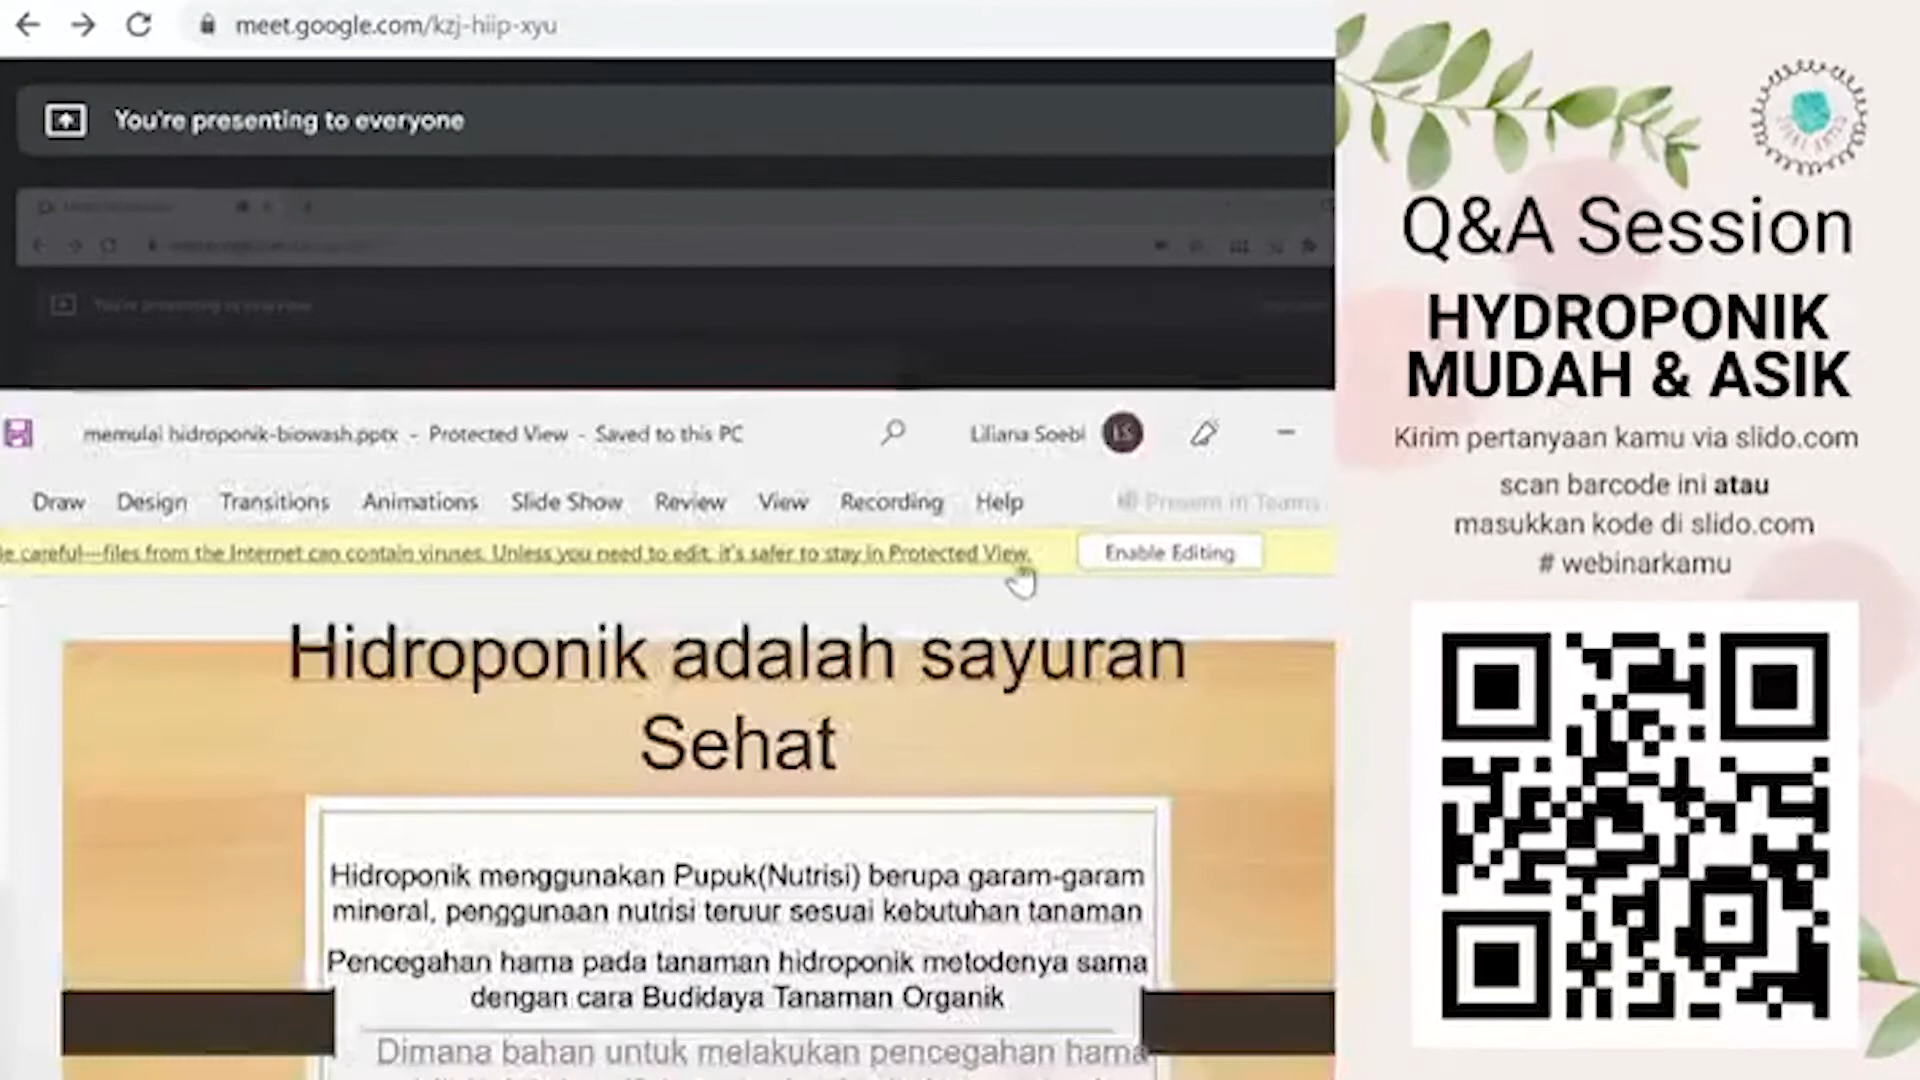 meet.google.com/kzj-hiip-xyu
You're presenting to everyone
You're presenting to everyone
memulai hidroponik-biowash.pptx - Protected View - Saved to this PC
Liliana Soebi
LS
Draw Design Transitions Animations Slide Show Review View Recording Help Present in Teams
careful—files from the Internet can contain viruses. Unless you need to edit, it's safer to stay in Protected View.
Enable Editing
Hidroponik adalah sayuran
Sehat
Hidroponik menggunakan Pupuk(Nutrisi) berupa garam-garam
mineral, penggunaan nutrisi teruur sesuai kebutuhan tanaman
Pencegahan hama pada tanaman hidroponik metodenya sama
dengan cara Budidaya Tanaman Organik
Dimana bahan untuk melakukan pencegahan hama
Q&A Session
HYDROPONIK
MUDAH & ASIK
Kirim pertanyaan kamu via slido.com
scan barcode ini atau
masukkan kode di slido.com
# webinarkamu